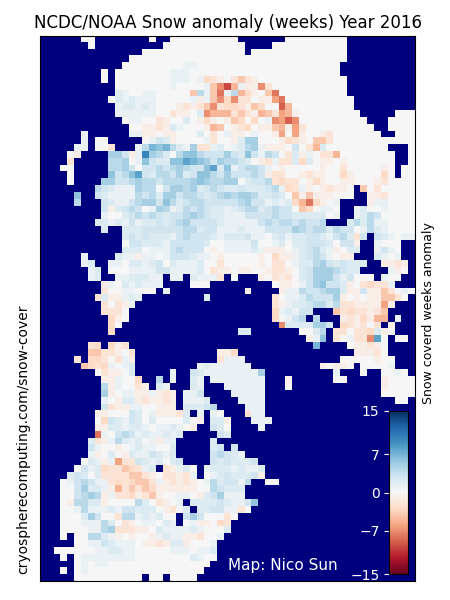 NCDC/NOAA Snow anomaly (weeks) Year 2016
cryospherecomputing.com/snow-cover
Snow coverd weeks anomaly
15
7
0
−7
−15
Map: Nico Sun